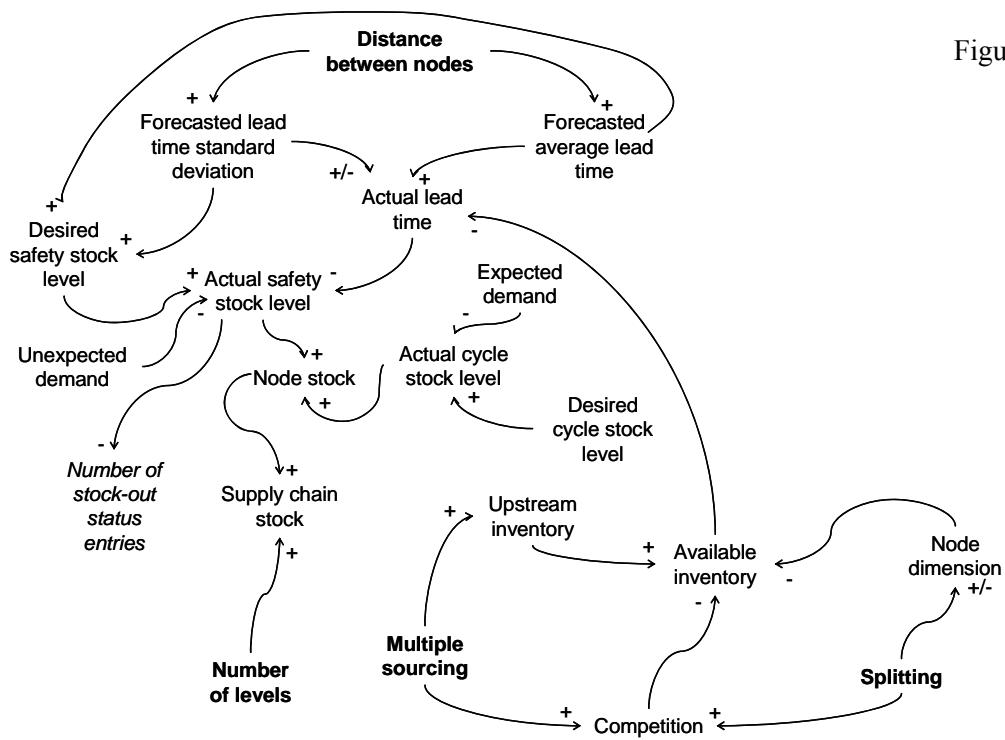 Distance
between nodes
Figu
+
+
Forecasted lead
time standard
deviation
Forecasted
average lead
time
+/-
+
Actual lead
time
-
+
Desired
safety stock
level
+
+
Actual safety
stock level
-
-
Expected
demand
-
Unexpected
demand
+
Node stock
+
Actual cycle
stock level
+
Desired
cycle stock
level
-
Number of
stock-out
status
entries
+
Supply chain
stock
+
+
Upstream
inventory
+
Available
inventory
-
-
Node
dimension
+/-
Number
of levels
Multiple
sourcing
Splitting
+
Competition
+